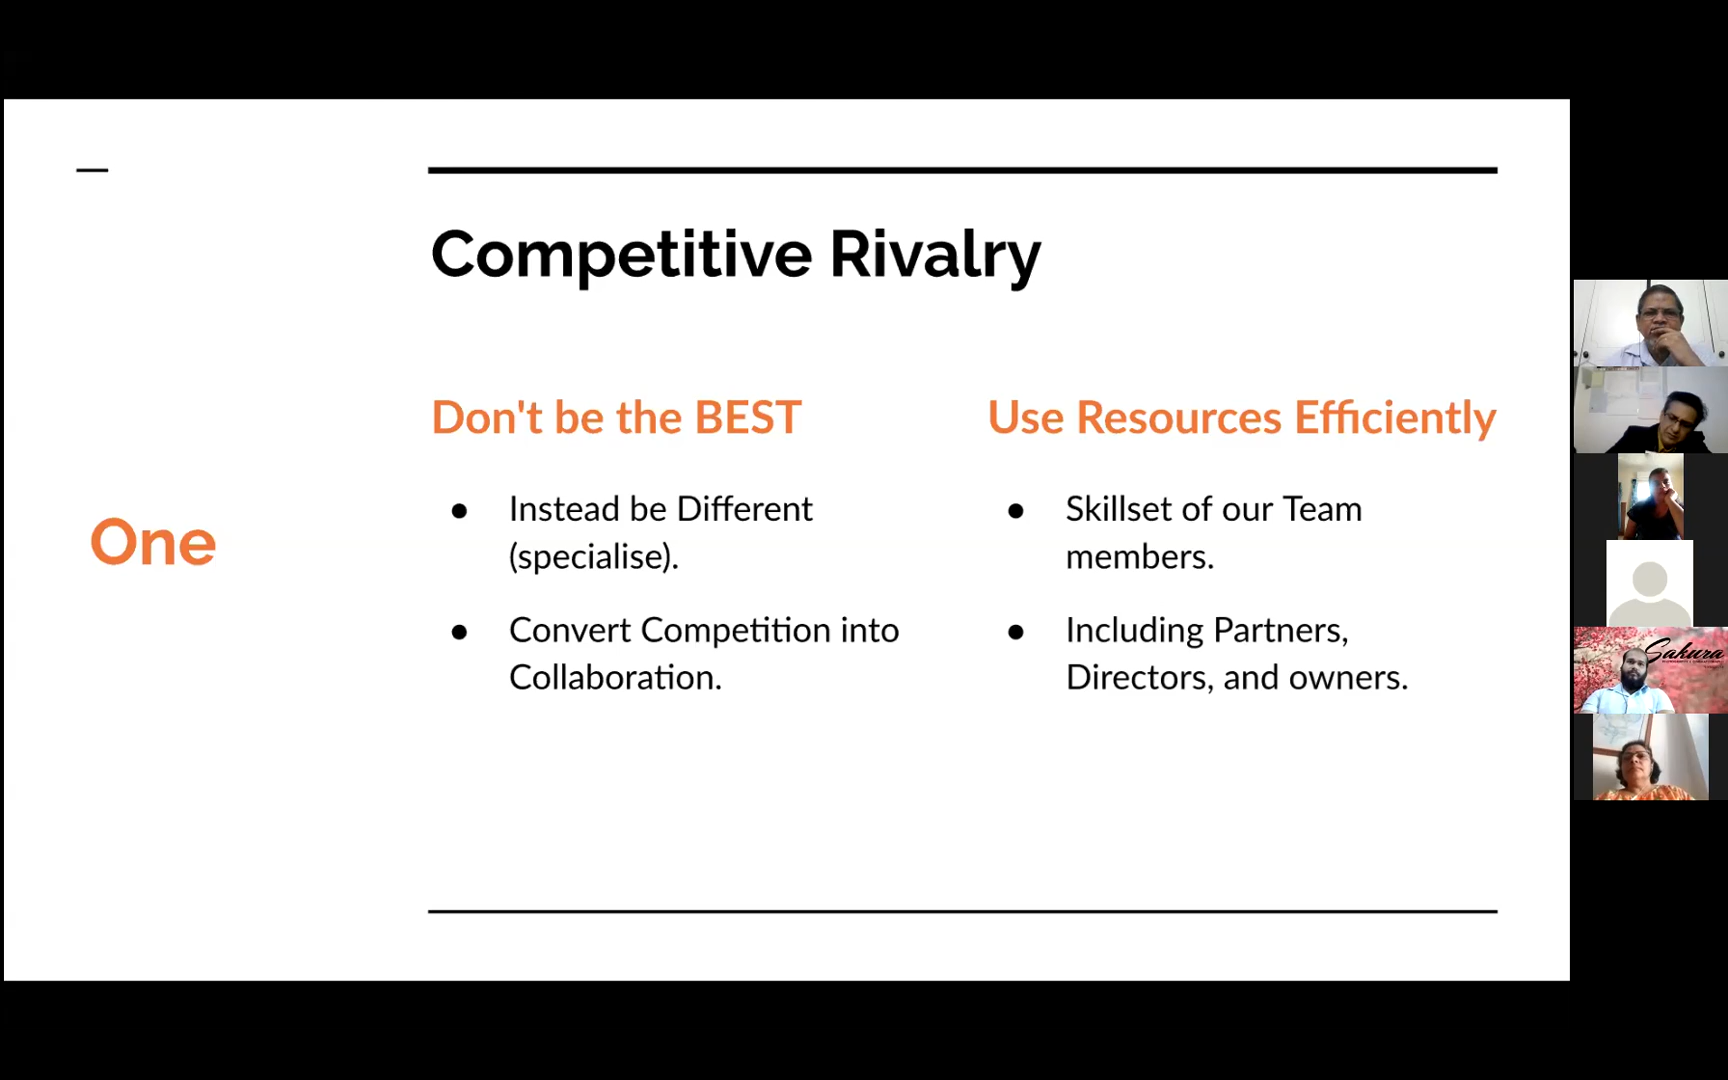 Competitive Rivalry
One
Don't be the BEST
● Instead be Different
(specialise).
● Convert Competition into
Collaboration.
Use Resources Efficiently
● Skillset of our Team
members.
● Including Partners,
Directors, and owners.
Sakura